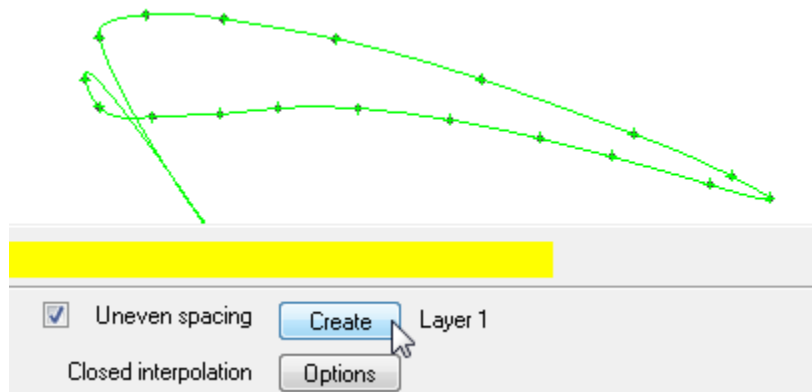 Uneven spacing Create Layer 1
Closed interpolation Options